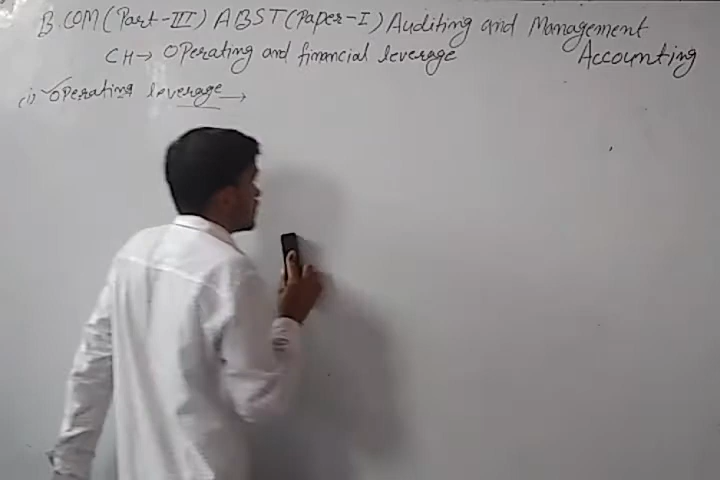 B.COM (Part-III) ABST (Paper-I) Auditing and Management Accounting
CH→ Operating and financial leverage
(i) Operating leverage →